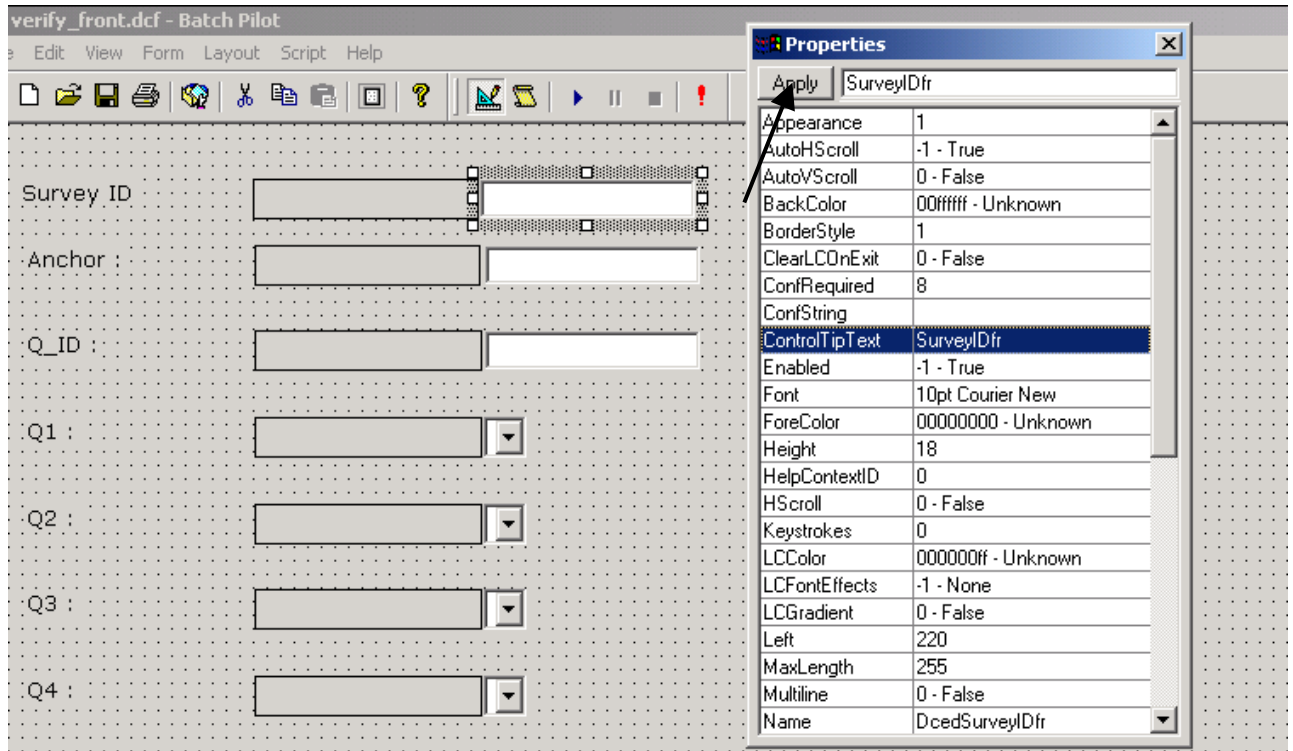 verify_front.dcf - Batch Pilot
Edit View Form Layout Script Help
Survey ID
Anchor :
Q_ID :
Q1 :
Q2 :
Q3 :
Q4 :
Properties
Apply SurveyIDfr
Appearance 1
AutoHScroll -1 - True
AutoVScroll 0 - False
BackColor 00ffffff - Unknown
BorderStyle 1
ClearLCOnExit 0 - False
ConfRequired 8
ConfString
ControlTipText SurveyIDfr
Enabled -1 - True
Font 10pt Courier New
ForeColor 00000000 - Unknown
Height 18
HelpContextID 0
HScroll 0 - False
Keystrokes 0
LCColor 000000ff - Unknown
LCFontEffects -1 - None
LCGradient 0 - False
Left 220
MaxLength 255
Multiline 0 - False
Name DcedSurveyIDfr